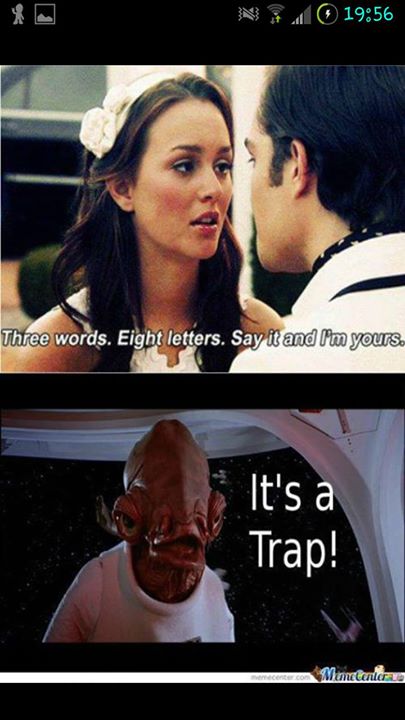 19:56
Three words. Eight letters. Say it and I'm yours.
It's a
Trap!
memecenter.com MemeCenter